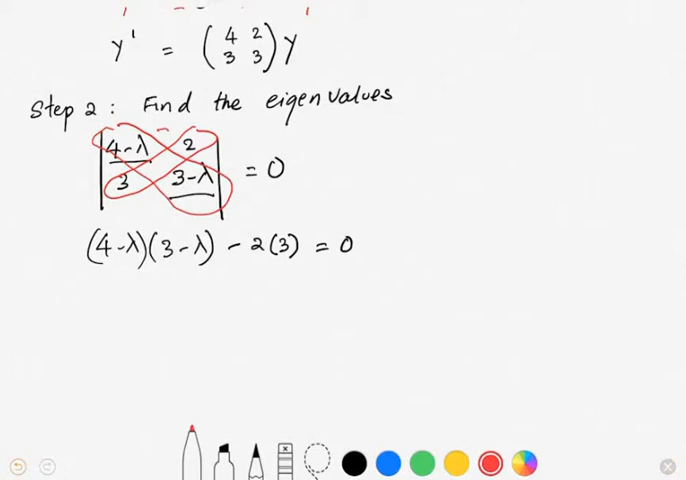 y' = (4 2 3 3) y
Step 2: Find the eigenvalues
|4-λ 2
3 3-λ| = 0
(4-λ)(3-λ) - 2(3) = 0